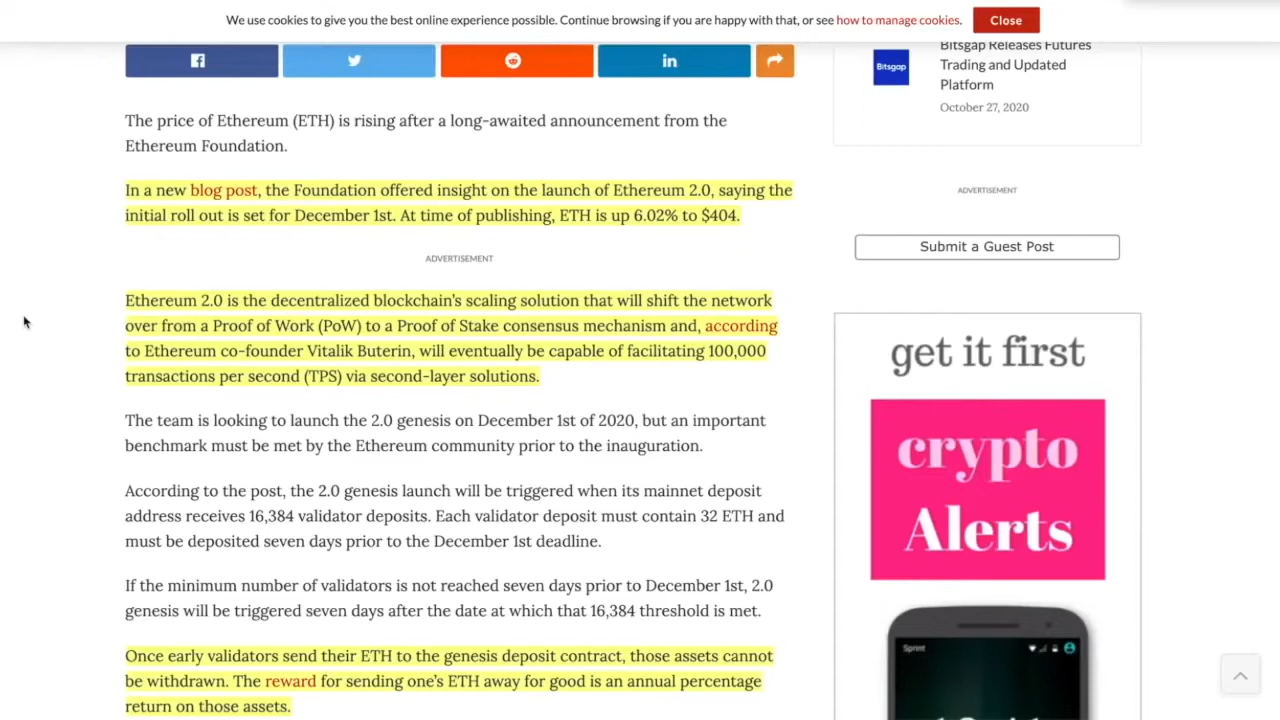 We use cookies to give you the best online experience possible. Continue browsing if you are happy with that, or see how to manage cookies.
Close
The price of Ethereum (ETH) is rising after a long-awaited announcement from the
Ethereum Foundation.
In a new blog post, the Foundation offered insight on the launch of Ethereum 2.0, saying the
initial roll out is set for December 1st. At time of publishing, ETH is up 6.02% to $404.
ADVERTISEMENT
Ethereum 2.0 is the decentralized blockchain's scaling solution that will shift the network
over from a Proof of Work (PoW) to a Proof of Stake consensus mechanism and, according
to Ethereum co-founder Vitalik Buterin, will eventually be capable of facilitating 100,000
transactions per second (TPS) via second-layer solutions.
The team is looking to launch the 2.0 genesis on December 1st of 2020, but an important
benchmark must be met by the Ethereum community prior to the inauguration.
According to the post, the 2.0 genesis launch will be triggered when its mainnet deposit
address receives 16,384 validator deposits. Each validator deposit must contain 32 ETH and
must be deposited seven days prior to the December 1st deadline.
If the minimum number of validators is not reached seven days prior to December 1st, 2.0
genesis will be triggered seven days after the date at which that 16,384 threshold is met.
Once early validators send their ETH to the genesis deposit contract, those assets cannot
be withdrawn. The reward for sending one's ETH away for good is an annual percentage
return on those assets.
Bitsgap
Bitsgap Releases Futures
Trading and Updated
Platform
October 27, 2020
ADVERTISEMENT
Submit a Guest Post
get it first
crypto
Alerts
Sprint